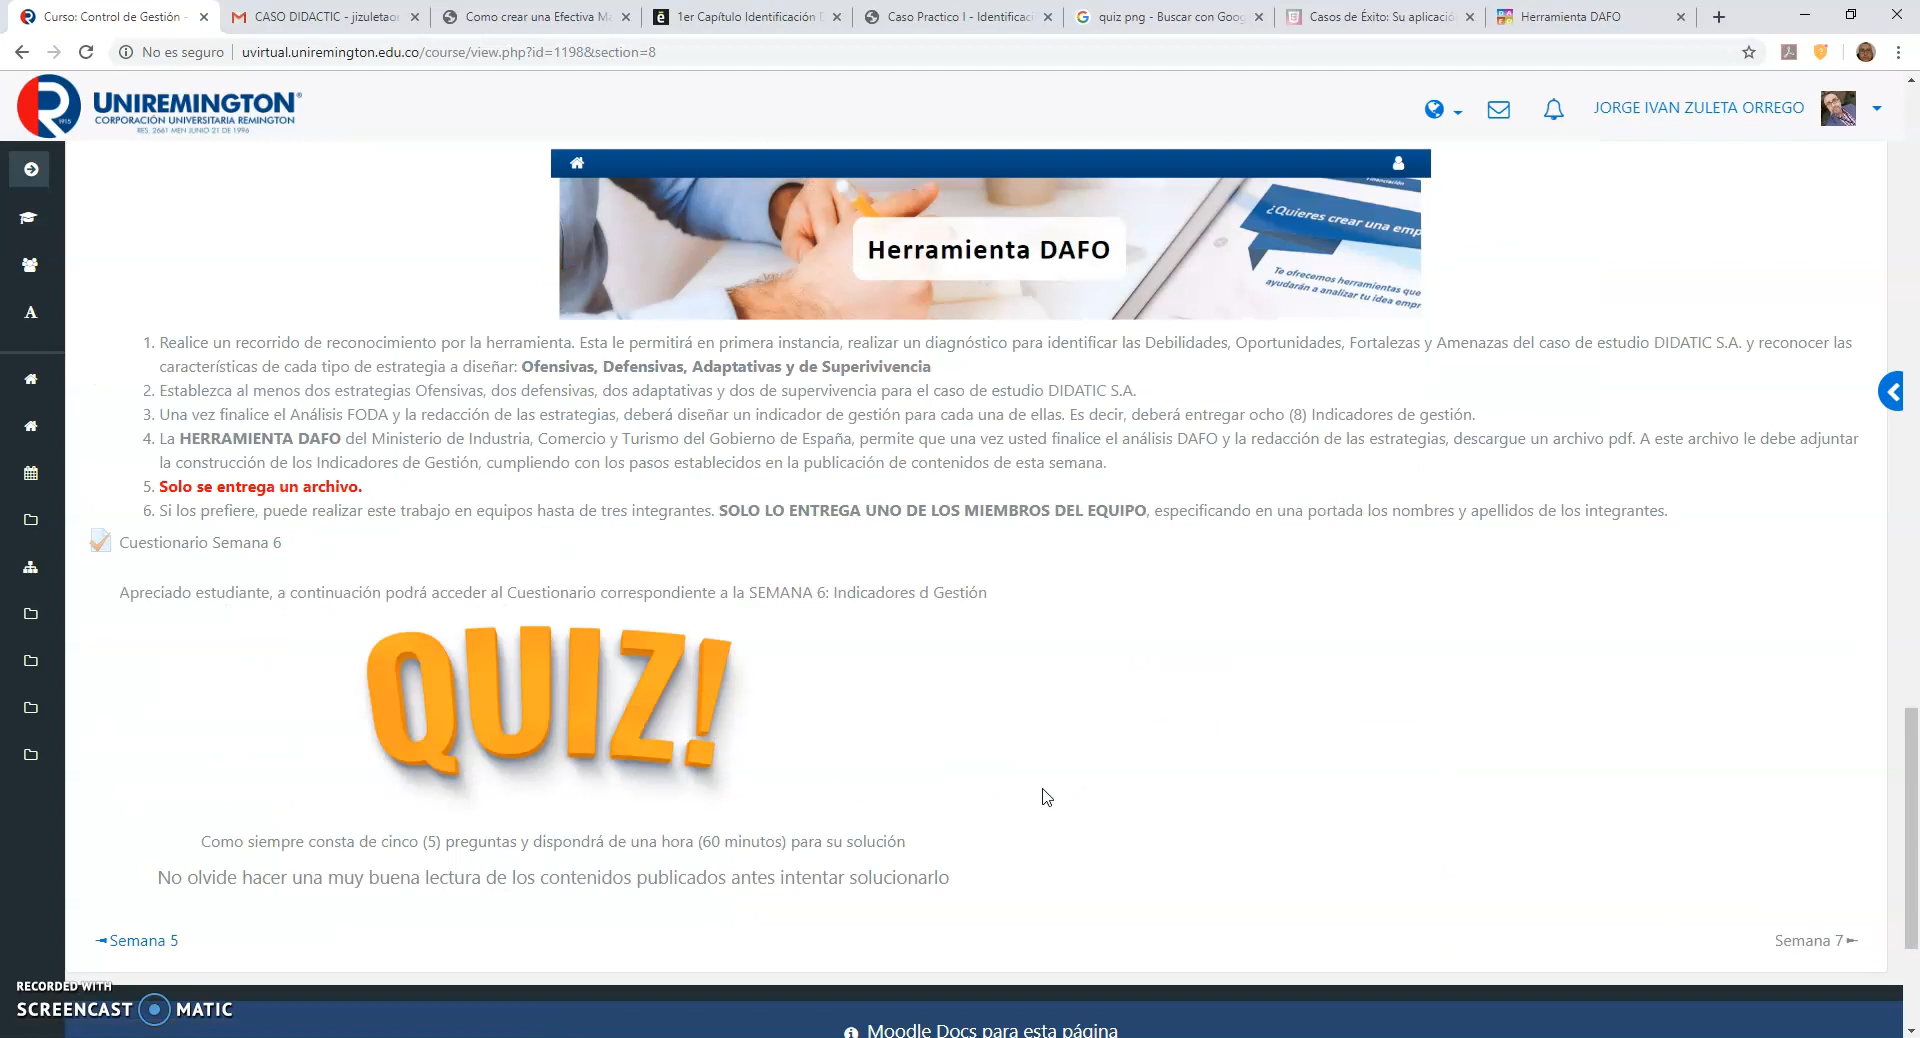 Curso: Control de Gestión -
CASO DIDACTIC - jizuletao
Como crear una Efectiva M
1er Capítulo Identificación
Caso Practico I - Identificaci
quiz png - Buscar con Goog
Casos de Éxito: Su aplicació
Herramienta DAFO
No es seguro
uvirtual.uniremington.edu.co/course/view.php?id=1198&section=8
UNIREMINGTON®
CORPORACIÓN UNIVERSITARIA REMINGTON
RES. 2661 MEN JUNIO 21 DE 1996
1915
JORGE IVAN ZULETA ORREGO
Herramienta DAFO
¿Quieres crear una emp
Te ofrecemos herramientas que
ayudarán a analizar tu idea empr
1. Realice un recorrido de reconocimiento por la herramienta. Esta le permitirá en primera instancia, realizar un diagnóstico para identificar las Debilidades, Oportunidades, Fortalezas y Amenazas del caso de estudio DIDATIC S.A. y reconocer las
características de cada tipo de estrategia a diseñar: Ofensivas, Defensivas, Adaptativas y de Superivivencia
2. Establezca al menos dos estrategias Ofensivas, dos defensivas, dos adaptativas y dos de supervivencia para el caso de estudio DIDATIC S.A.
3. Una vez finalice el Análisis FODA y la redacción de las estrategias, deberá diseñar un indicador de gestión para cada una de ellas. Es decir, deberá entregar ocho (8) Indicadores de gestión.
4. La HERRAMIENTA DAFO del Ministerio de Industria, Comercio y Turismo del Gobierno de España, permite que una vez usted finalice el análisis DAFO y la redacción de las estrategias, descargue un archivo pdf. A este archivo le debe adjuntar
la construcción de los Indicadores de Gestión, cumpliendo con los pasos establecidos en la publicación de contenidos de esta semana.
5. Solo se entrega un archivo.
6. Si los prefiere, puede realizar este trabajo en equipos hasta de tres integrantes. SOLO LO ENTREGA UNO DE LOS MIEMBROS DEL EQUIPO, especificando en una portada los nombres y apellidos de los integrantes.
Cuestionario Semana 6
Apreciado estudiante, a continuación podrá acceder al Cuestionario correspondiente a la SEMANA 6: Indicadores d Gestión
QUIZ!
Como siempre consta de cinco (5) preguntas y dispondrá de una hora (60 minutos) para su solución
No olvide hacer una muy buena lectura de los contenidos publicados antes intentar solucionarlo
Semana 5
Semana 7
RECORDED WITH
SCREENCAST MATIC
Moodle Docs para esta página